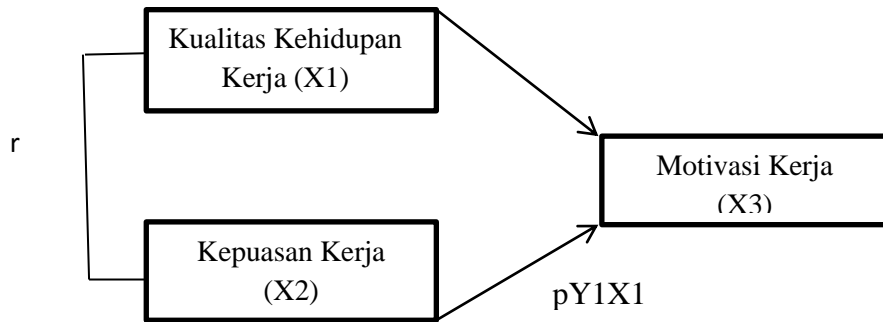 Kualitas Kehidupan
Kerja (X1)
r
Motivasi Kerja
(X3)
Kepuasan Kerja
(X2)
pY1X1